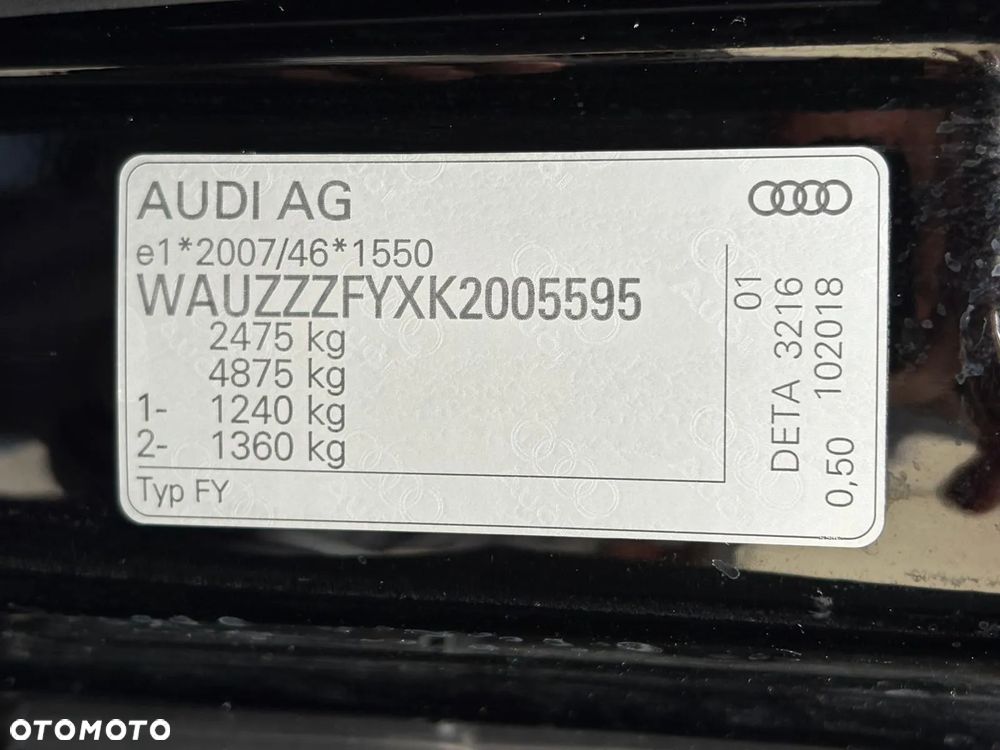 AUDI AG
e1*2007/46*1550
WAUZZZFYXK2005595
2475 kg
4875 kg
1- 1240 kg
2- 1360 kg
Typ FY
01
DETA 3216
0,50 102018
OTOMOTO